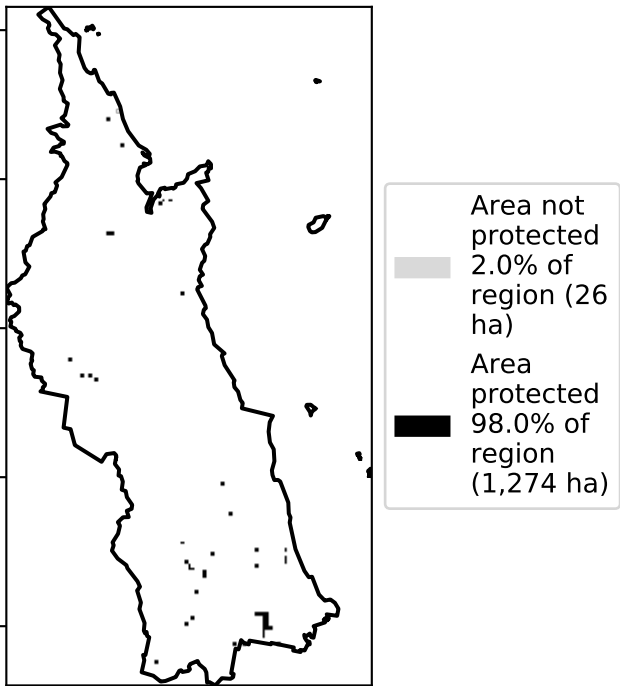 Area not
protected
2.0% of
region (26
ha)
Area
protected
98.0% of
region
(1,274 ha)